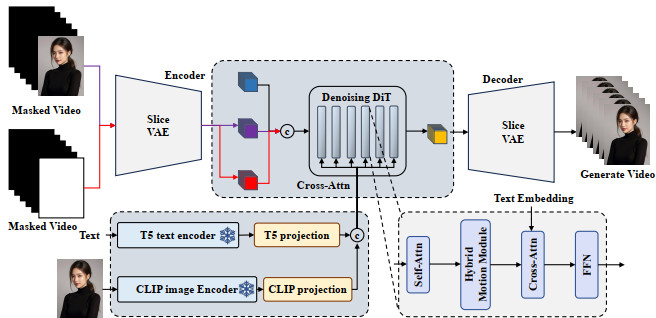 Encoder
Decoder
Denoising DiT
Masked Video
Slice
VAE
c
Slice
VAE
Generate Video
Cross-Attn
Masked Video
Text Embedding
Text
T5 text encoder
T5 projection
c
CLIP image Encoder
CLIP projection
Self-Attn
Hybrid
Motion Module
Cross-Attn
FFN